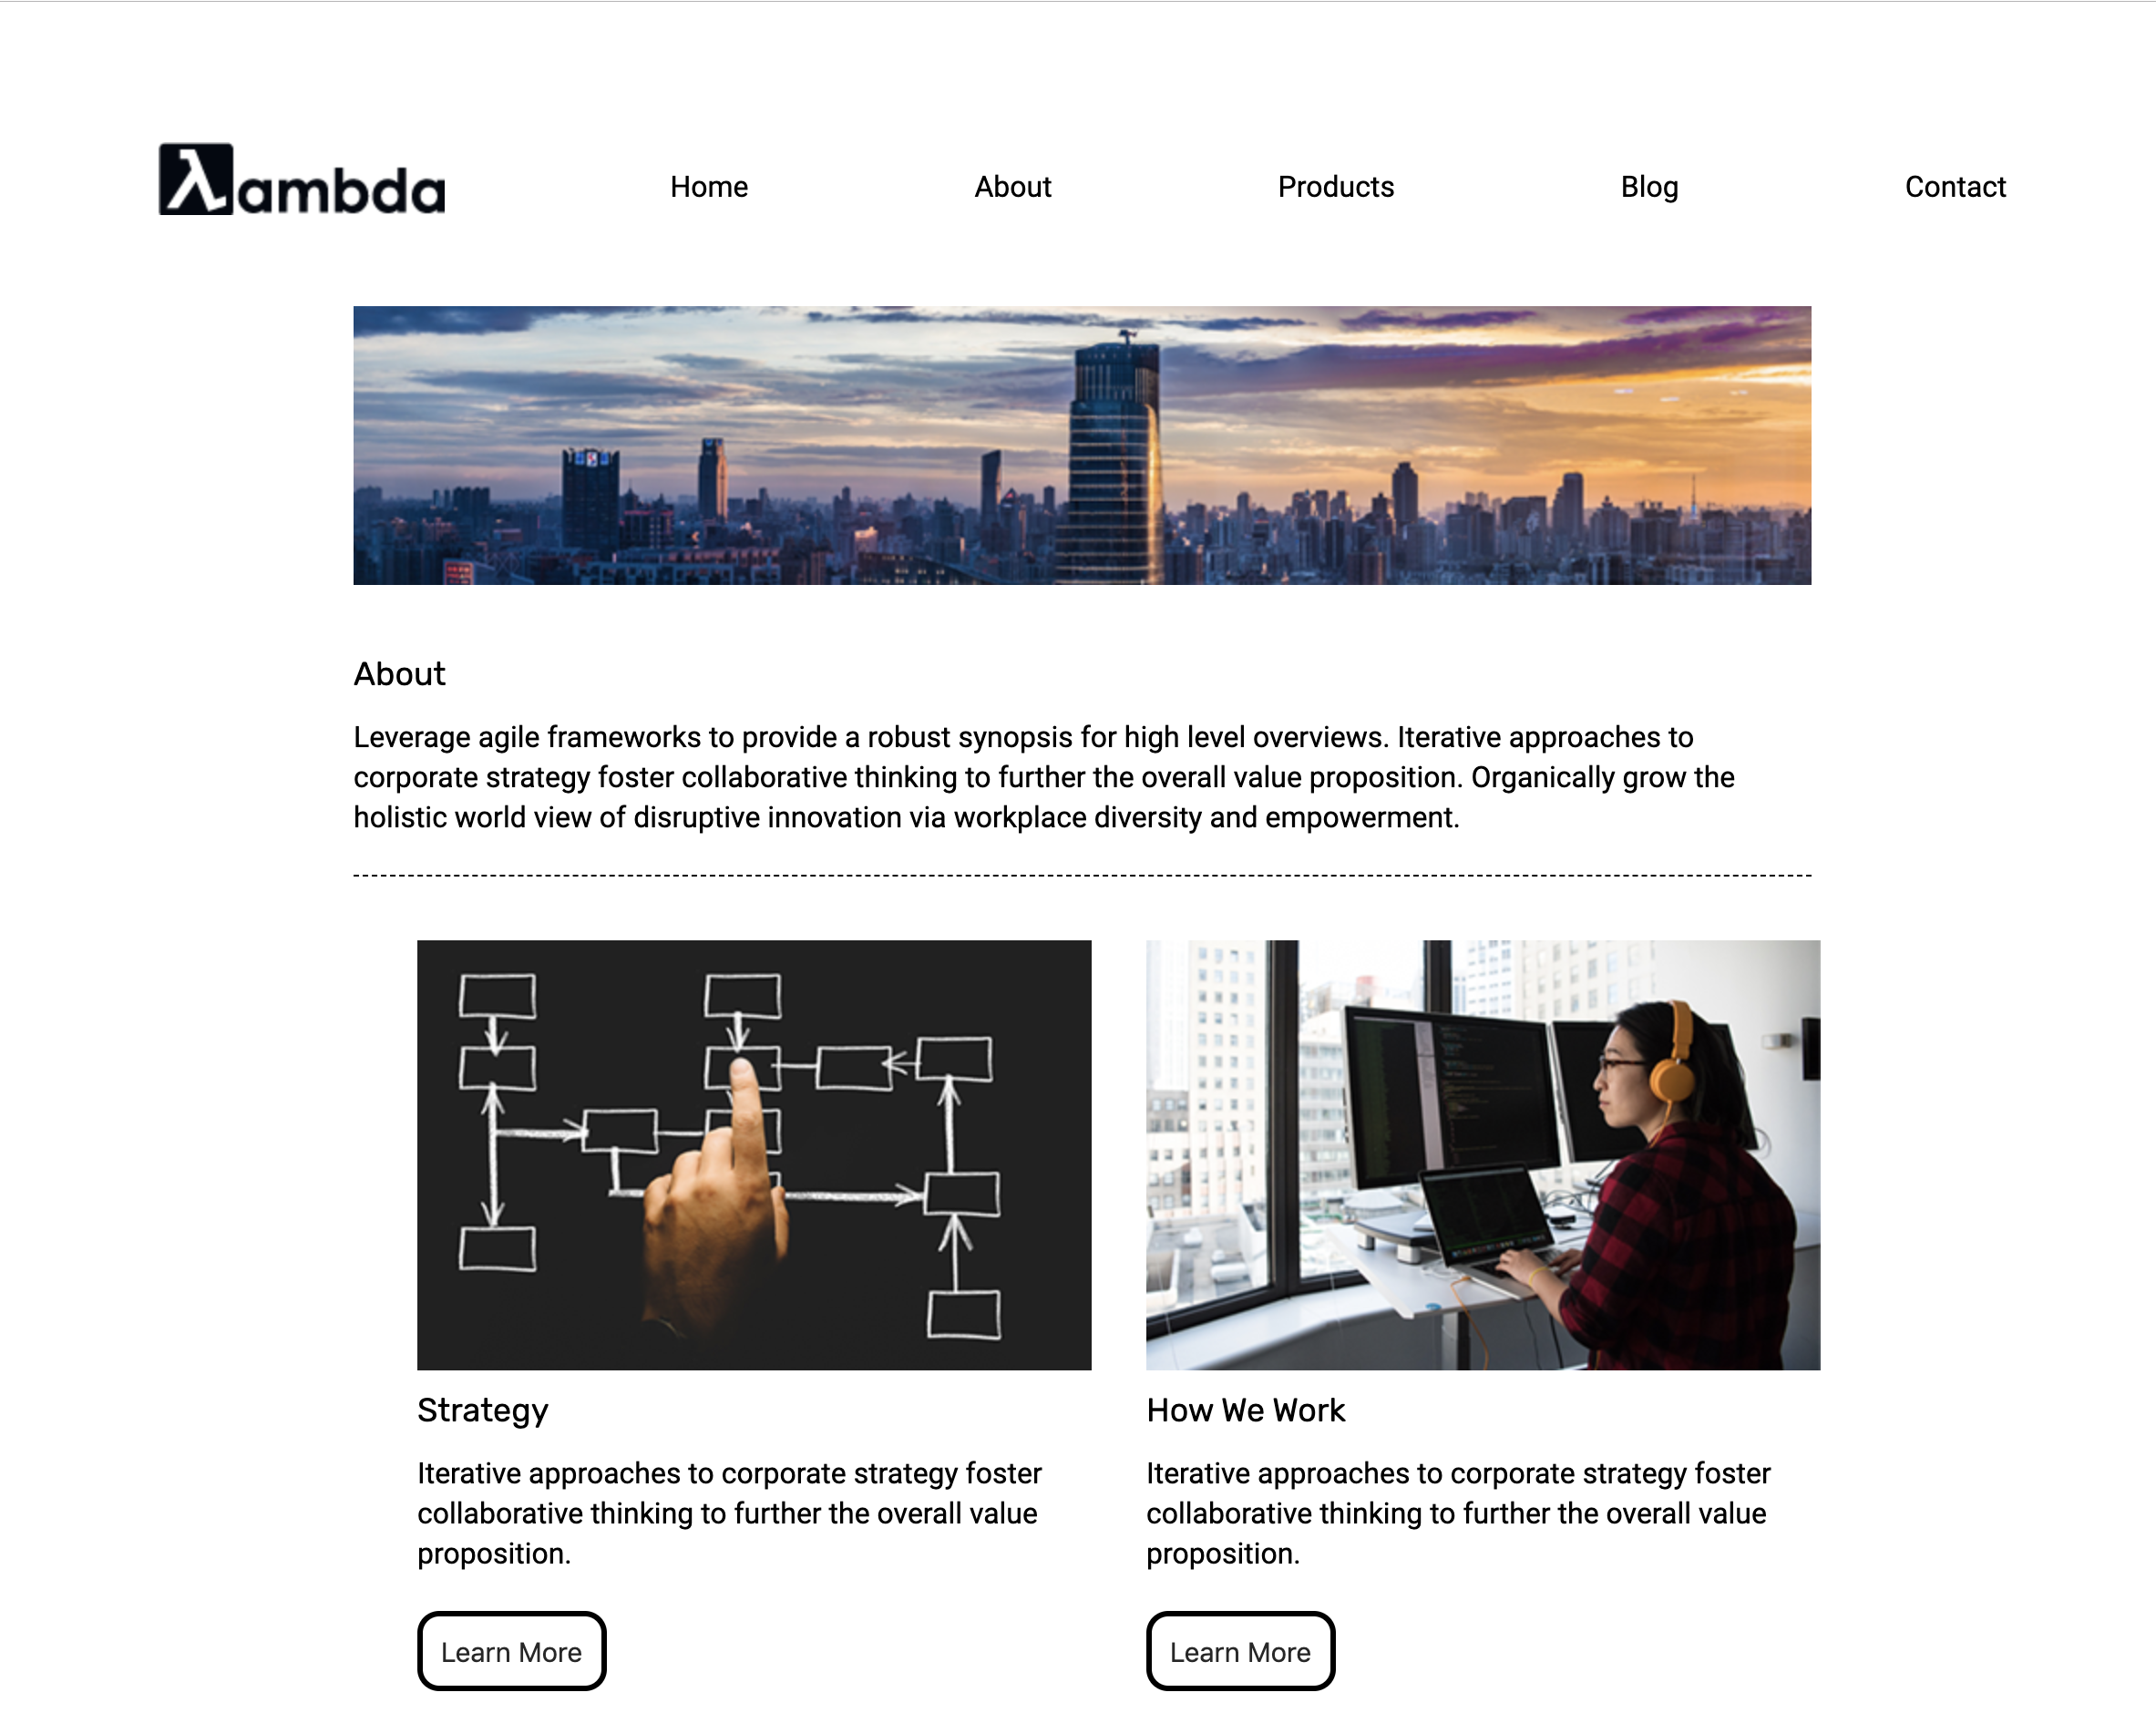 λambda
Home
About
Products
Blog
Contact
About
Leverage agile frameworks to provide a robust synopsis for high level overviews. Iterative approaches to
corporate strategy foster collaborative thinking to further the overall value proposition. Organically grow the
holistic world view of disruptive innovation via workplace diversity and empowerment.
Strategy
Iterative approaches to corporate strategy foster
collaborative thinking to further the overall value
proposition.
Learn More
How We Work
Iterative approaches to corporate strategy foster
collaborative thinking to further the overall value
proposition.
Learn More